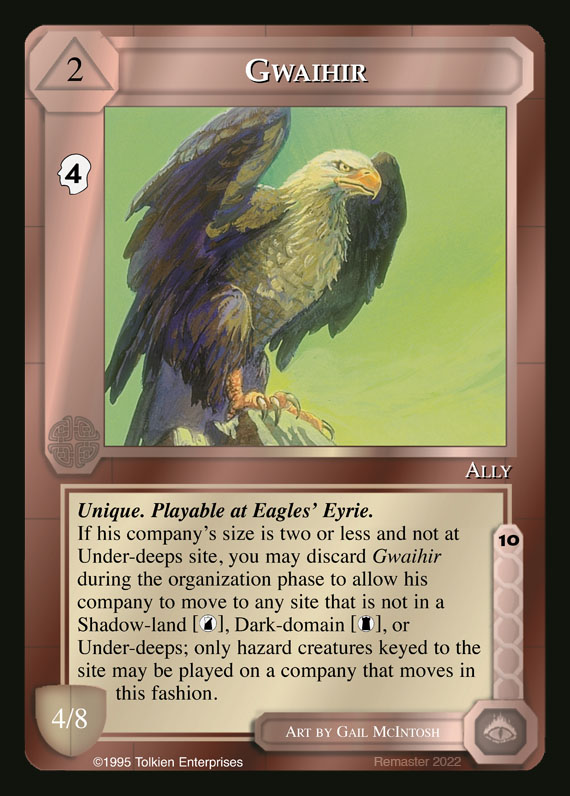 2
GWAIHIR
4
ALLY
Unique. Playable at Eagles' Eyrie.
If his company's size is two or less and not at
Under-deeps site, you may discard Gwaihir
during the organization phase to allow his
company to move to any site that is not in a
Shadow-land [ ], Dark-domain [ ], or
Under-deeps; only hazard creatures keyed to the
site may be played on a company that moves in
this fashion.
10
4/8
ART BY GAIL MCINTOSH
©1995 Tolkien Enterprises
Remaster 2022